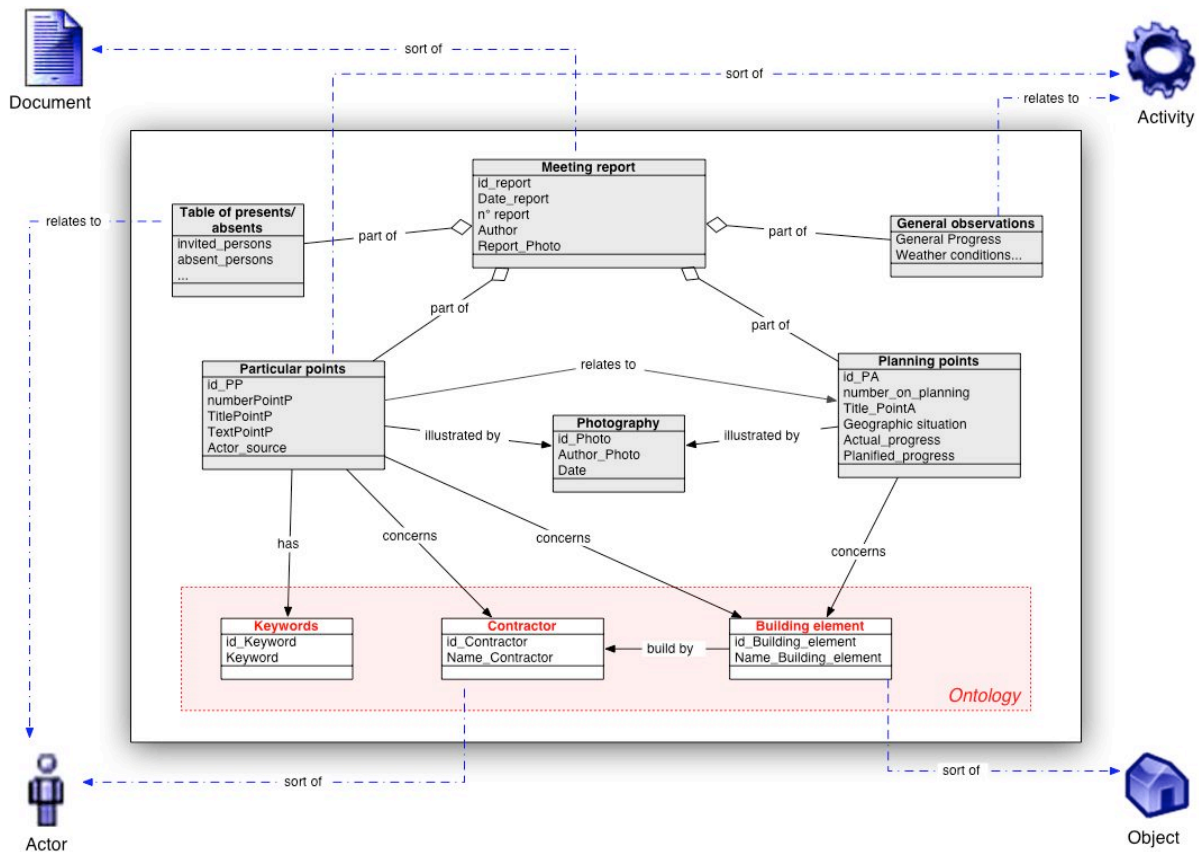 sort of
Document
sort of
Activity
relates to
Meeting report
id_report
Date_report
n° report
Author
Report_Photo
Table of presents/
absents
invited_persons
absent_persons
...
relates to
part of
part of
General observations
General Progress
Weather conditions...
part of
part of
Particular points
id_PP
numberPointP
TitlePointP
TextPointP
Actor_source
relates to
Planning points
id_PA
number_on_planning
Title_PointA
Geographic situation
Actual_progress
Planified_progress
Photography
id_Photo
Author_Photo
Date
illustrated by
illustrated by
has
concerns
concerns
concerns
Keywords
id_Keyword
Keyword
Contractor
id_Contractor
Name_Contractor
build by
Building element
id_Building_element
Name_Building_element
Ontology
sort of
sort of
Actor
Object